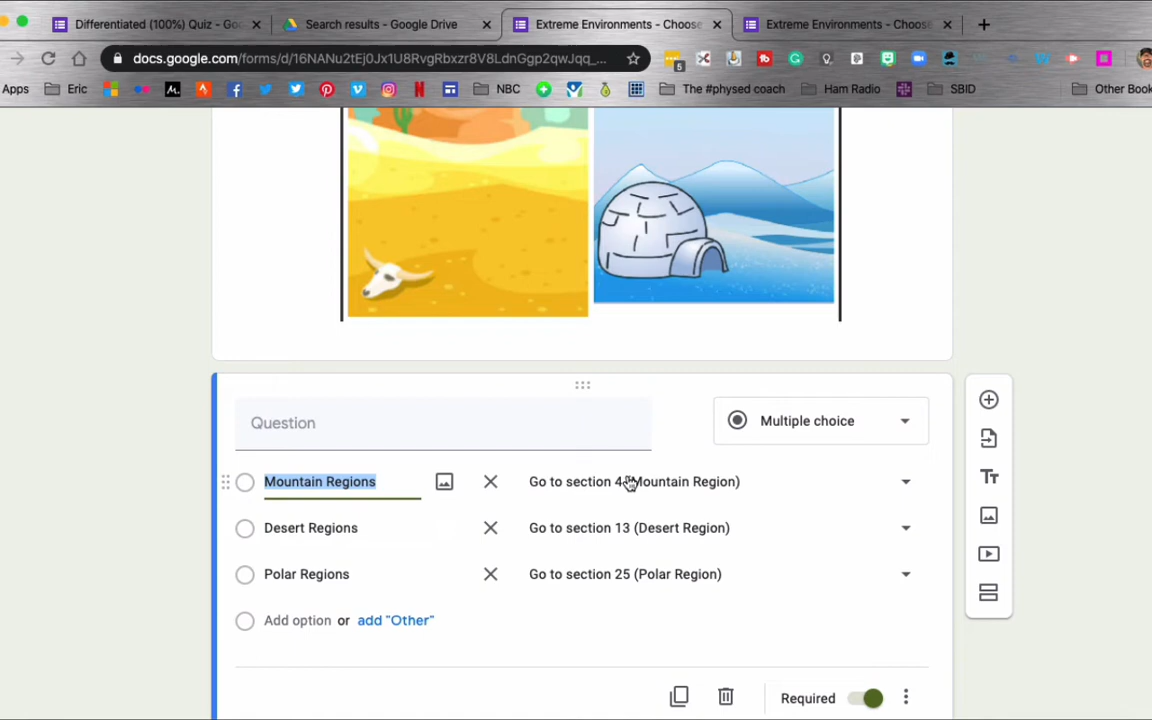 Differentiated (100%) Quiz - Go
Search results - Google Drive
Extreme Environments - Choose
Extreme Environments - Choose
docs.google.com/forms/d/16NANu2tEj0Jx1U8RvgRbxzr8V8LdnGgp2qwJqq_...
5
Apps
Eric
NBC
The #physed coach
Ham Radio
SBID
Other Book
Question
Multiple choice
Mountain Regions
Go to section 4 (Mountain Region)
Desert Regions
Go to section 13 (Desert Region)
Polar Regions
Go to section 25 (Polar Region)
Add option or add "Other"
Required